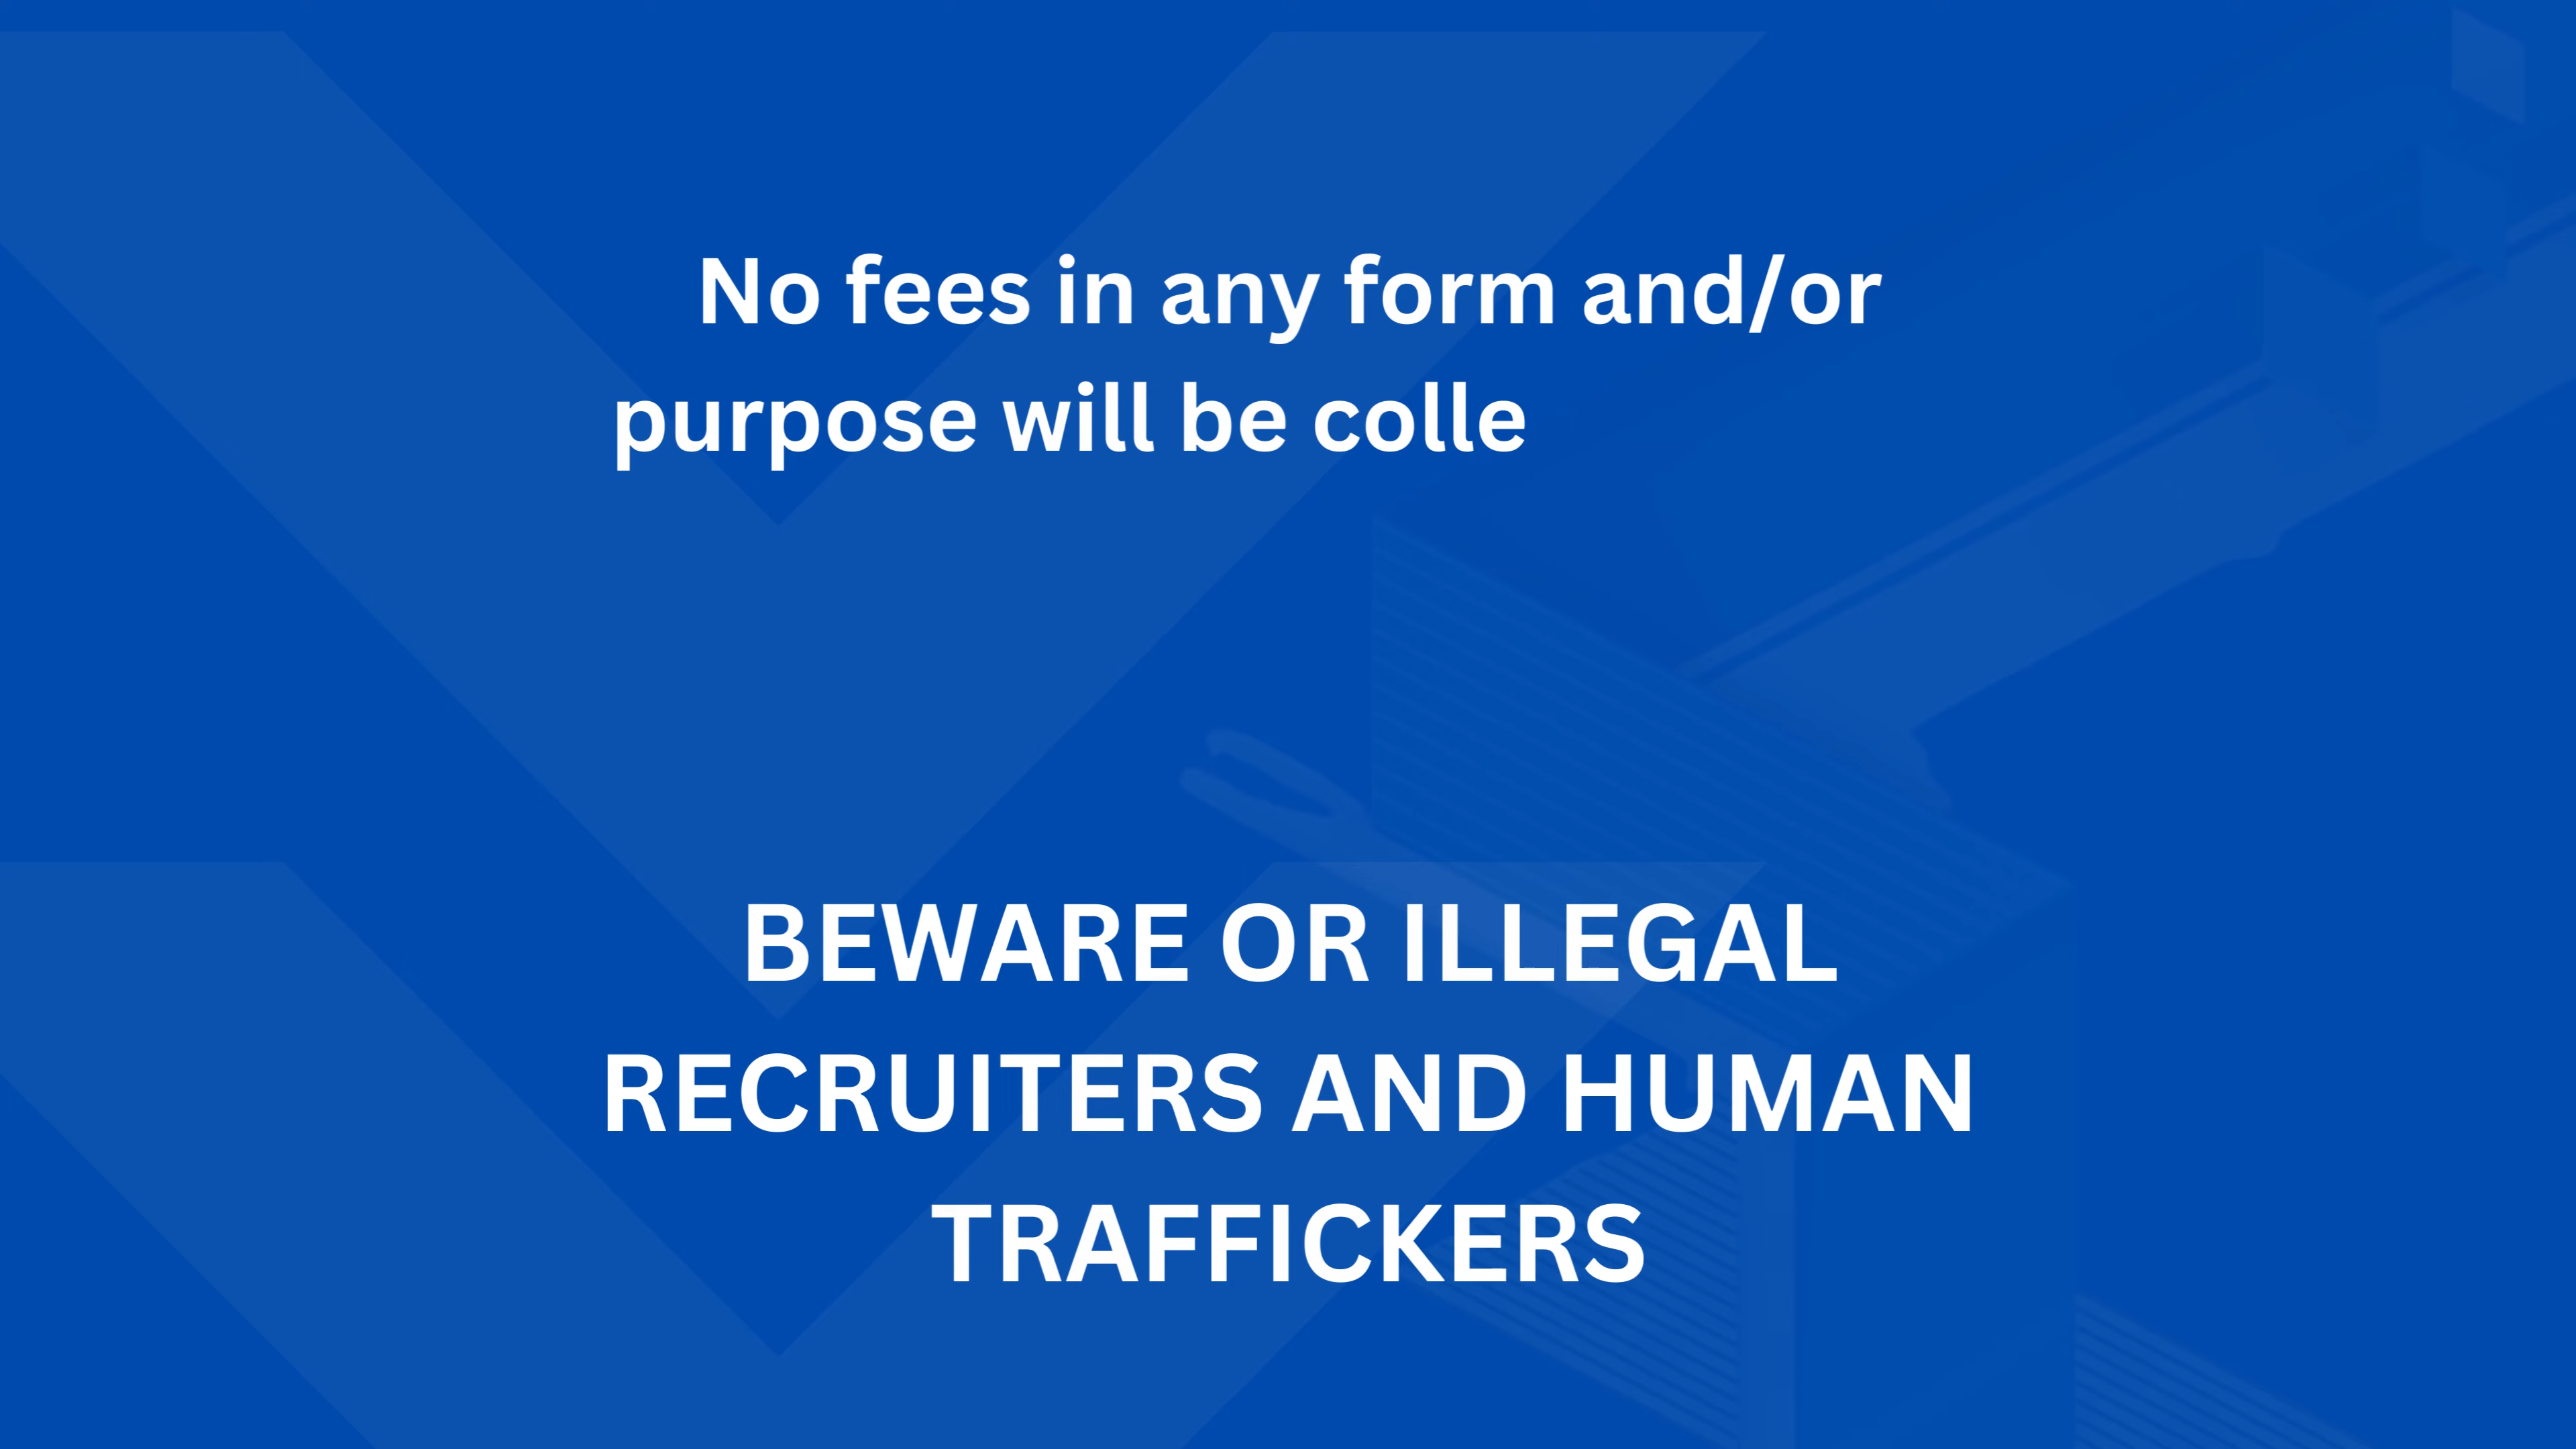 No fees in any form and/or
purpose will be colle
BEWARE OR ILLEGAL
RECRUITERS AND HUMAN
TRAFFICKERS